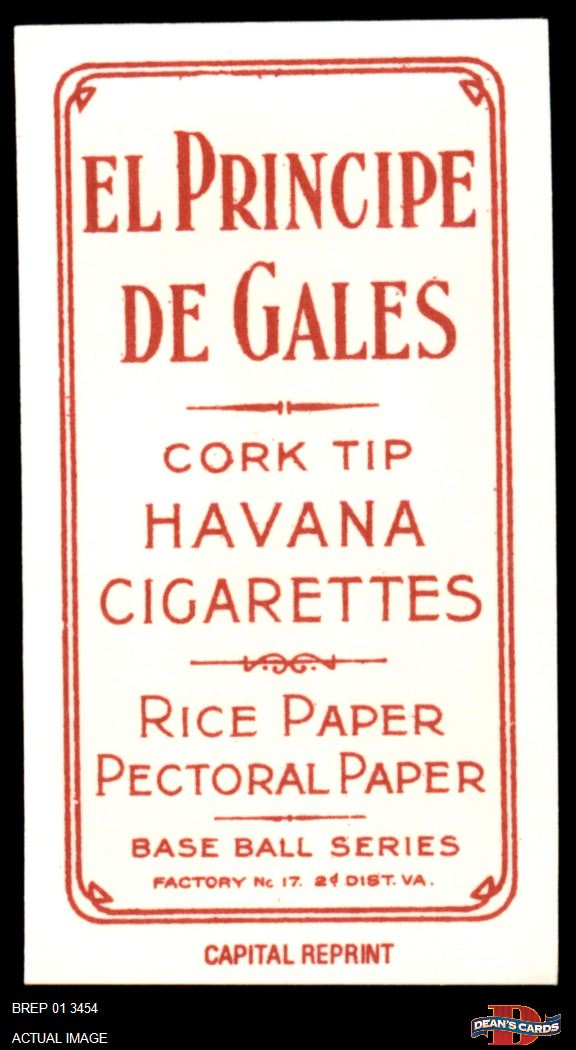 EL PRINCIPE
DE GALES
CORK TIP
HAVANA
CIGARETTES
RICE PAPER
PECTORAL PAPER
BASE BALL SERIES
FACTORY No 17. 2d DIST. VA.
CAPITAL REPRINT
BREP 01 3454
ACTUAL IMAGE
D
DEAN'S CARDS